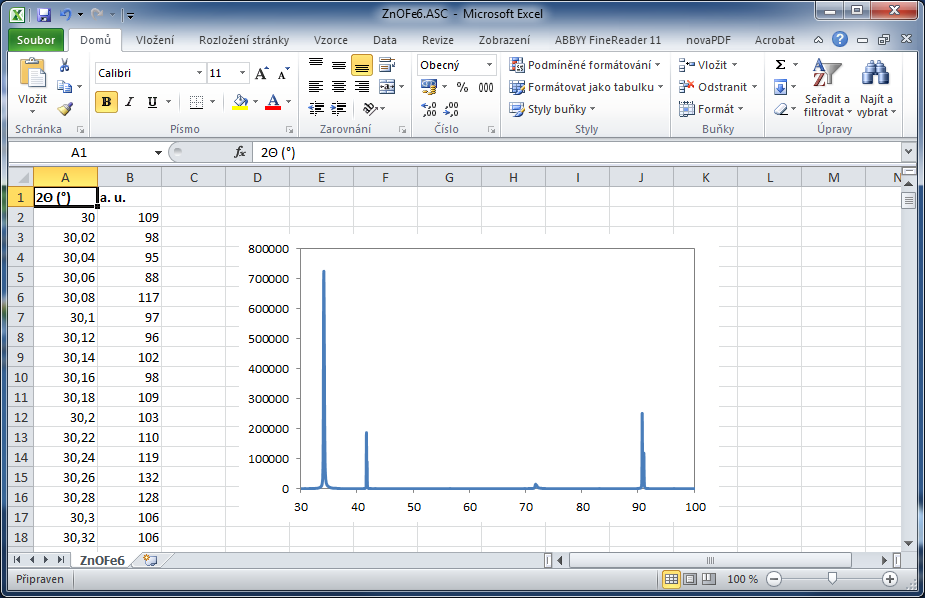 ZnOFe6.ASC - Microsoft Excel
Soubor Domů Vložení Rozložení stránky Vzorce Data Revize Zobrazení ABBYY FineReader 11 novaPDF Acrobat
Vložit
Schránka
Calibri 11
B I U A A A
Písmo
Zarovnání
Obecný
% 000
Číslo
Podmíněné formátování
Formátovat jako tabulku
Styly buňky
Styly
Vložit
Odstranit
Formát
Buňky
Σ
Seřadit a filtrovat
Najít a vybrat
Úpravy
A1 fx 2Θ (°)
A B C D E F G H I J K L M N
1 2Θ (°) a. u.
2 30 109
3 30,02 98
4 30,04 95
5 30,06 88
6 30,08 117
7 30,1 97
8 30,12 96
9 30,14 102
10 30,16 98
11 30,18 109
12 30,2 103
13 30,22 110
14 30,24 119
15 30,26 132
16 30,28 128
17 30,3 106
18 30,32 106
800000
700000
600000
500000
400000
300000
200000
100000
0
30 40 50 60 70 80 90 100
ZnOFe6
Připraven 100 %